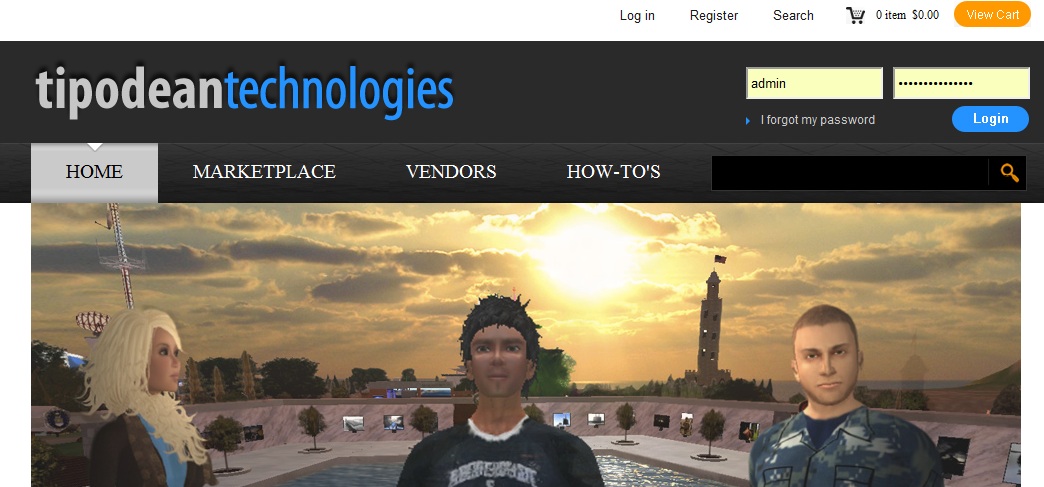 Log in Register Search 0 item $0.00 View Cart
tipodeantechnologies
admin •••••••••••••••
I forgot my password Login
HOME MARKETPLACE VENDORS HOW-TO'S